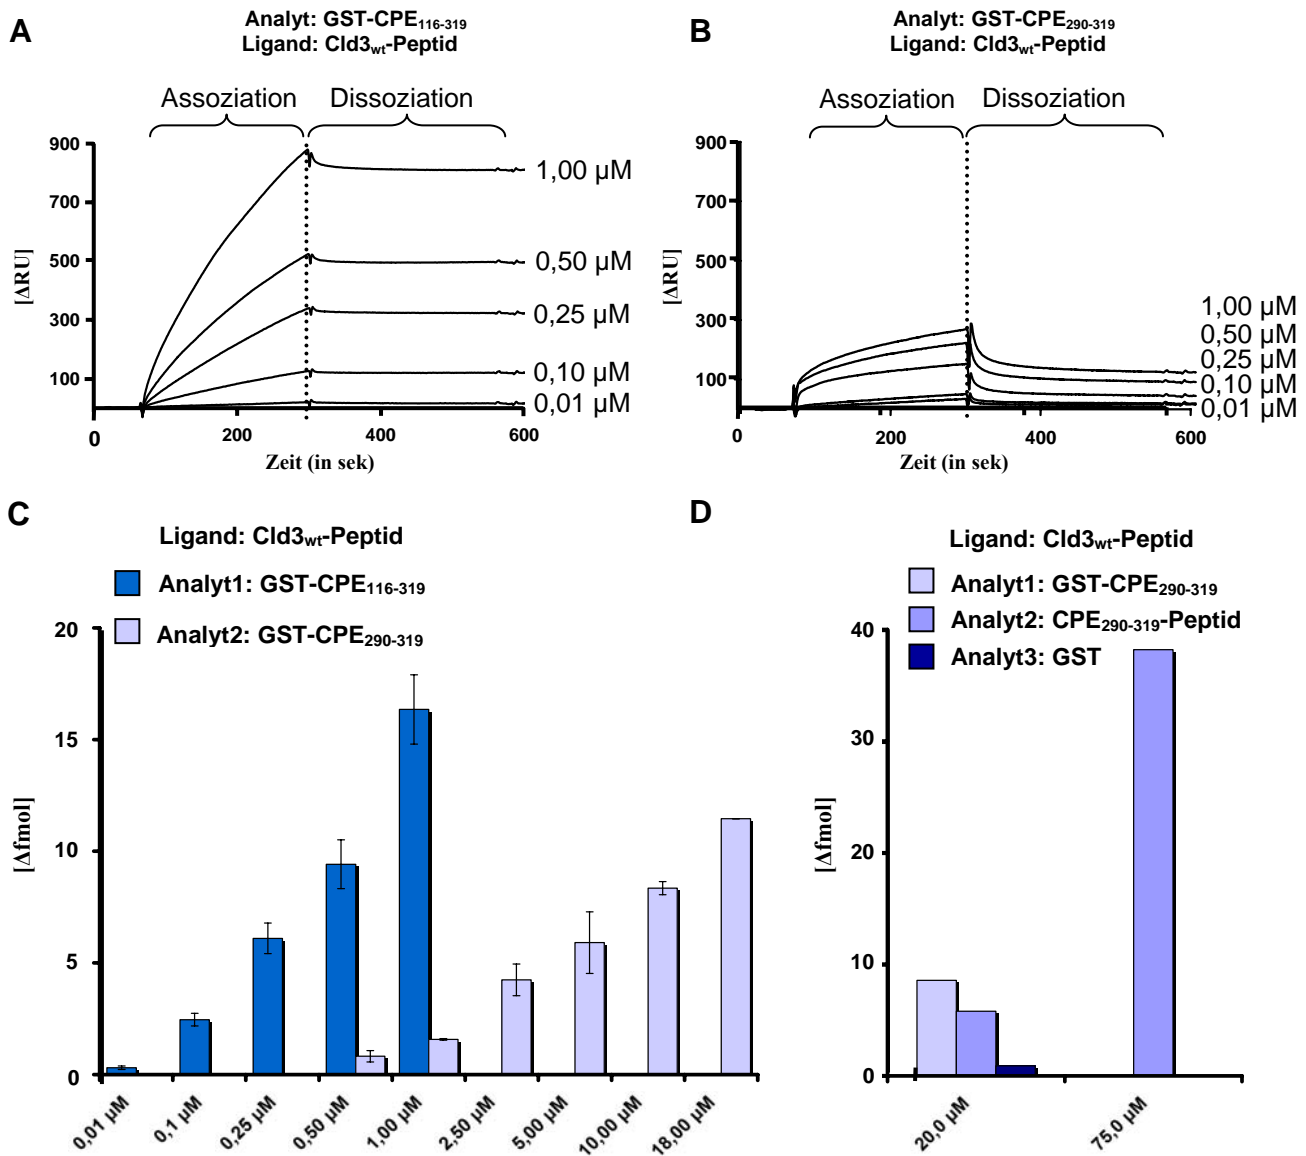 A
Analyt: GST-CPE116-319
Ligand: Cld3wt-Peptid
Assoziation
Dissoziation
900
700
500
300
100
[ΔRU]
1,00 µM
0,50 µM
0,25 µM
0,10 µM
0,01 µM
0
200
400
600
Zeit (in sek)
B
Analyt: GST-CPE290-319
Ligand: Cld3wt-Peptid
Assoziation
Dissoziation
900
700
500
300
100
[ΔRU]
1,00 µM
0,50 µM
0,25 µM
0,10 µM
0,01 µM
0
200
400
600
Zeit (in sek)
C
Ligand: Cld3wt-Peptid
Analyt1: GST-CPE116-319
Analyt2: GST-CPE290-319
20
15
10
5
0
[Δfmol]
0,01 µM
0,1 µM
0,25 µM
0,50 µM
1,00 µM
2,50 µM
5,00 µM
10,00 µM
18,00 µM
D
Ligand: Cld3wt-Peptid
Analyt1: GST-CPE290-319
Analyt2: CPE290-319-Peptid
Analyt3: GST
40
30
20
10
0
[Δfmol]
20,0 µM
75,0 µM